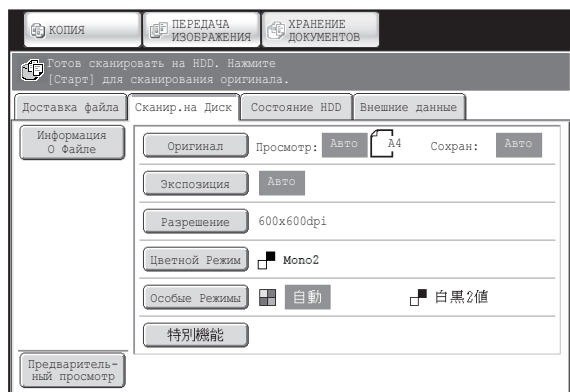 КОПИЯ
ПЕРЕДАЧА
ИЗОБРАЖЕНИЯ
ХРАНЕНИЕ
ДОКУМЕНТОВ
Готов сканировать на HDD. Нажмите
[Старт] для сканирования оригинала.
Доставка файла Сканир.на Диск Состояние HDD Внешние данные
Информация
О Файле
Оригинал Просмотр: Авто A4 Сохран: Авто
Экспозиция Авто
Разрешение 600x600dpi
Цветной Режим Mono2
Особые Режимы 自動 白黒2値
特別機能
Предваритель-
ный просмотр